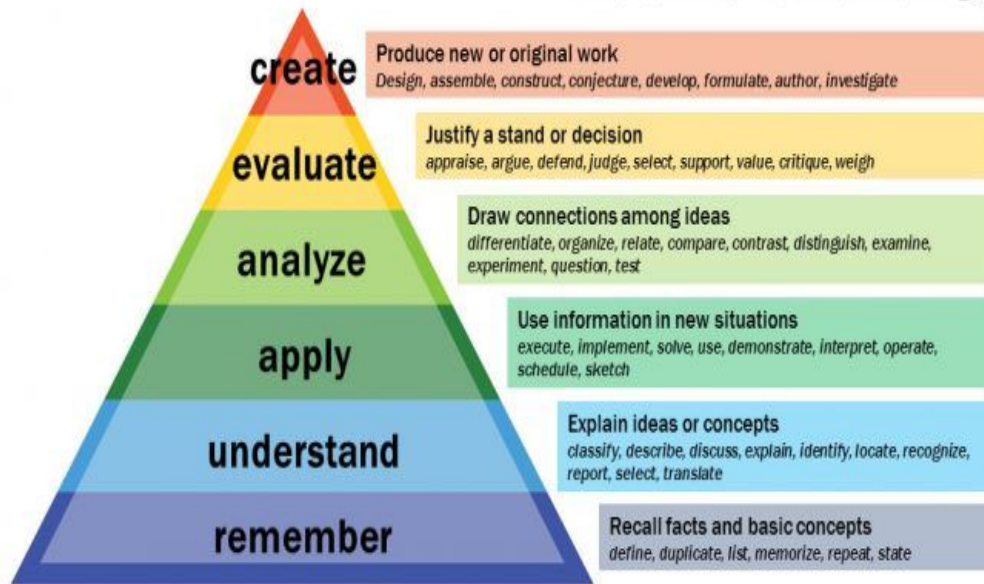 create
Produce new or original work
Design, assemble, construct, conjecture, develop, formulate, author, investigate
evaluate
Justify a stand or decision
appraise, argue, defend, judge, select, support, value, critique, weigh
analyze
Draw connections among ideas
differentiate, organize, relate, compare, contrast, distinguish, examine,
experiment, question, test
apply
Use information in new situations
execute, implement, solve, use, demonstrate, interpret, operate,
schedule, sketch
understand
Explain ideas or concepts
classify, describe, discuss, explain, identify, locate, recognize,
report, select, translate
remember
Recall facts and basic concepts
define, duplicate, list, memorize, repeat, state